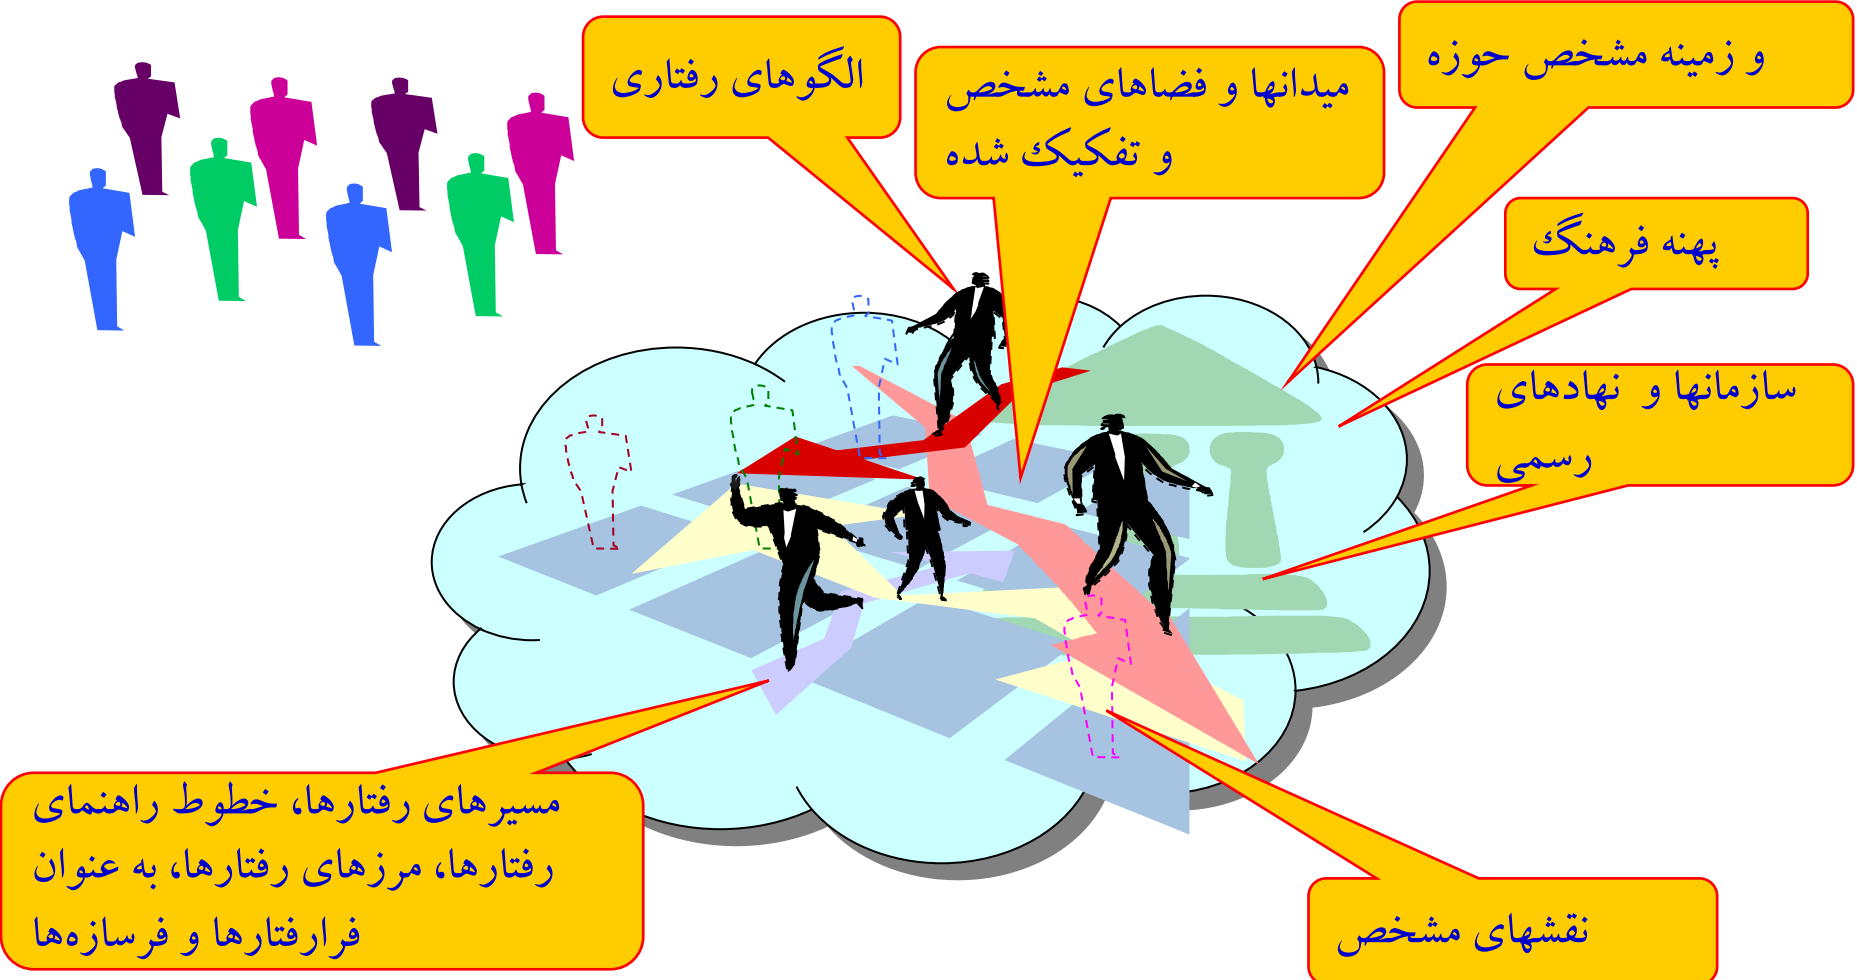 و زمینه مشخص حوزه
الگوهای رفتاری
میدانها و فضاهای مشخص
و تفکیک شده
پهنه فرهنگ
سازمانها و نهادهای
رسمی
مسیرهای رفتارها، خطوط راهنمای
رفتارها، مرزهای رفتارها، به عنوان
فرارفتارها و فرسازه‌ها
نقشهای مشخص